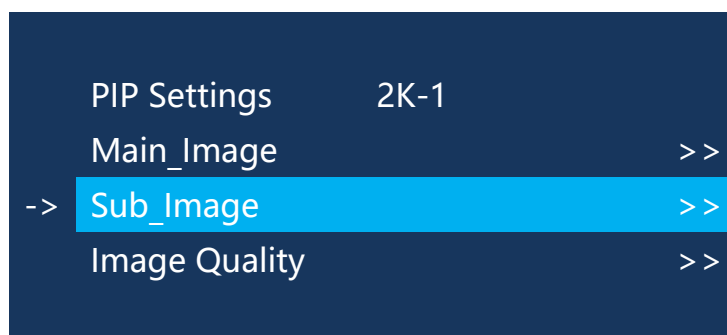 PIP Settings 2K-1
Main_Image >>
-> Sub_Image >>
Image Quality >>